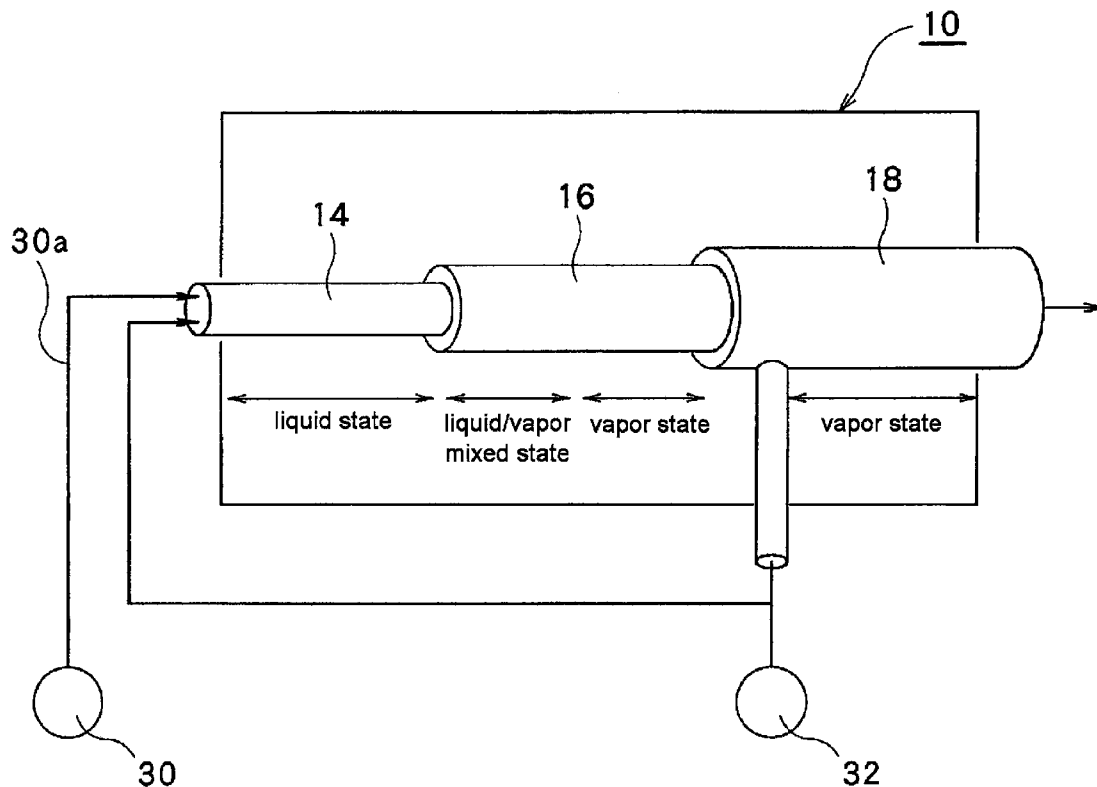 10
18
16
14
30a
liquid state
liquid/vapor
mixed state
vapor state
vapor state
30
32